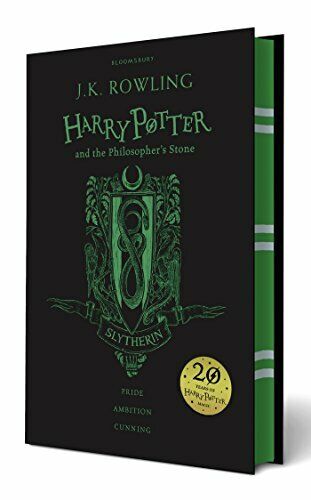 BLOOMSBURY
J.K. ROWLING
HARRY POTTER
and the PHILOSOPHER'S STONE
SLYTHERIN
PRIDE
AMBITION
CUNNING
20
YEARS OF
HARRY POTTER
MAGIC